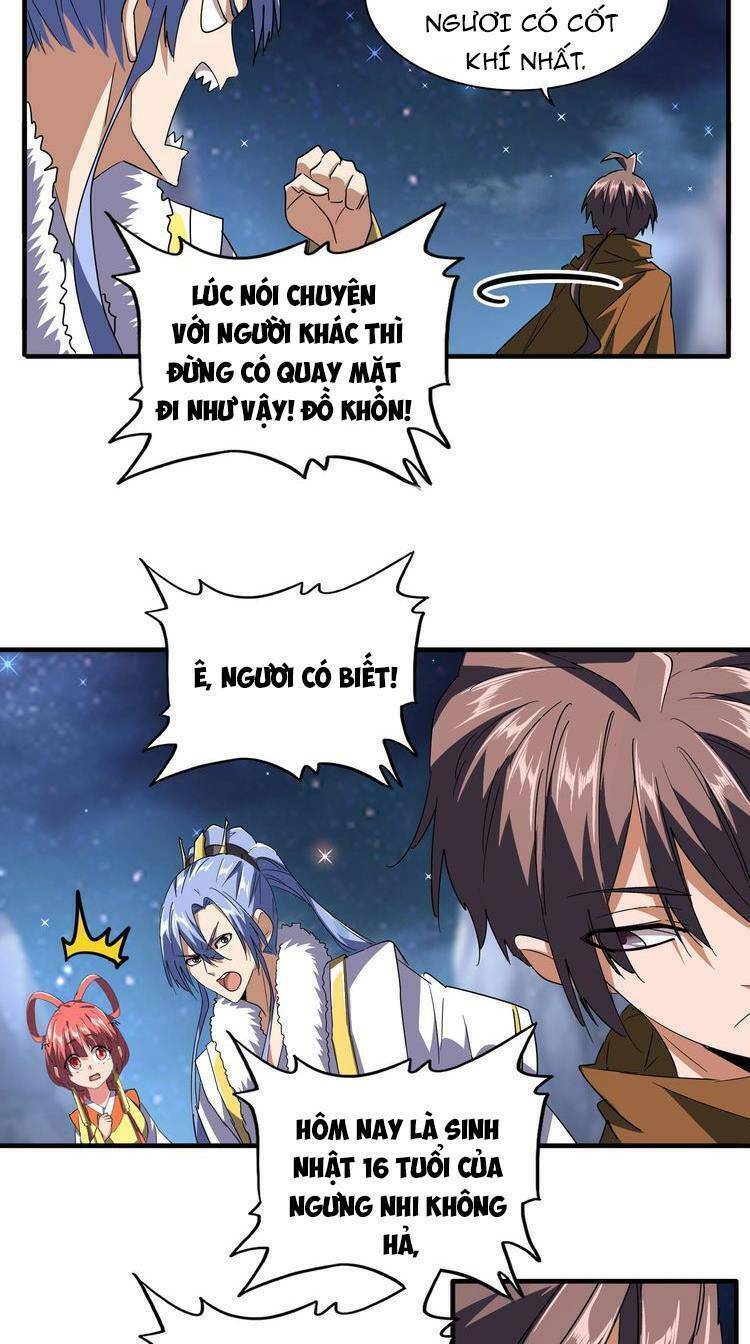 NGƯƠI CÓ CỐT
KHÍ NHẤT.
LÚC NÓI CHUYỆN
VỚI NGƯỜI KHÁC THÌ
ĐỪNG CÓ QUAY MẶT
ĐI NHƯ VẬY! ĐỒ KHỐN!
Ê, NGƯƠI CÓ BIẾT!
HÔM NAY LÀ SINH
NHẬT 16 TUỔI CỦA
NGƯNG NHI KHÔNG
HẢ,